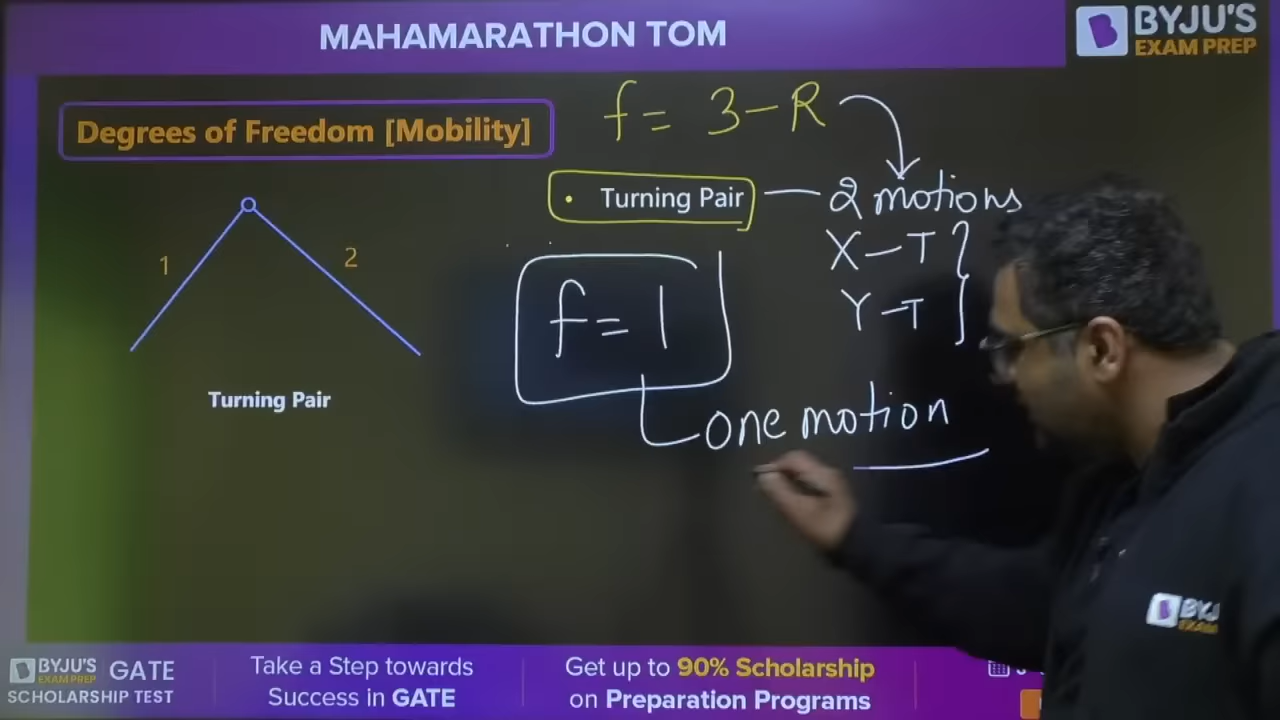 MAHAMARATHON TOM
BYJU'S
EXAM PREP
Degrees of Freedom [Mobility]
f = 3 - R
• Turning Pair — 2 motions
X - T
Y - T
1
2
f = 1
Turning Pair
one motion
BYJU'S
EXAM PREP
GATE
SCHOLARSHIP TEST
Take a Step towards
Success in GATE
Get up to 90% Scholarship
on Preparation Programs